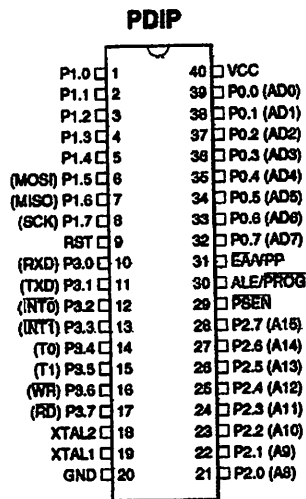 PDIP
P1.0 1 40 VCC
P1.1 2 39 P0.0 (AD0)
P1.2 3 38 P0.1 (AD1)
P1.3 4 37 P0.2 (AD2)
P1.4 5 36 P0.3 (AD3)
(MOSI) P1.5 6 35 P0.4 (AD4)
(MISO) P1.6 7 34 P0.5 (AD5)
(SCK) P1.7 8 33 P0.6 (AD6)
RST 9 32 P0.7 (AD7)
(RXD) P3.0 10 31 E̅A̅/VPP
(TXD) P3.1 11 30 ALE/P̅R̅O̅G̅
(I̅N̅T̅0̅) P3.2 12 29 P̅S̅E̅N̅
(I̅N̅T̅1̅) P3.3 13 28 P2.7 (A15)
(T0) P3.4 14 27 P2.6 (A14)
(T1) P3.5 15 26 P2.5 (A13)
(W̅R̅) P3.6 16 25 P2.4 (A12)
(R̅D̅) P3.7 17 24 P2.3 (A11)
XTAL2 18 23 P2.2 (A10)
XTAL1 19 22 P2.1 (A9)
GND 20 21 P2.0 (A8)